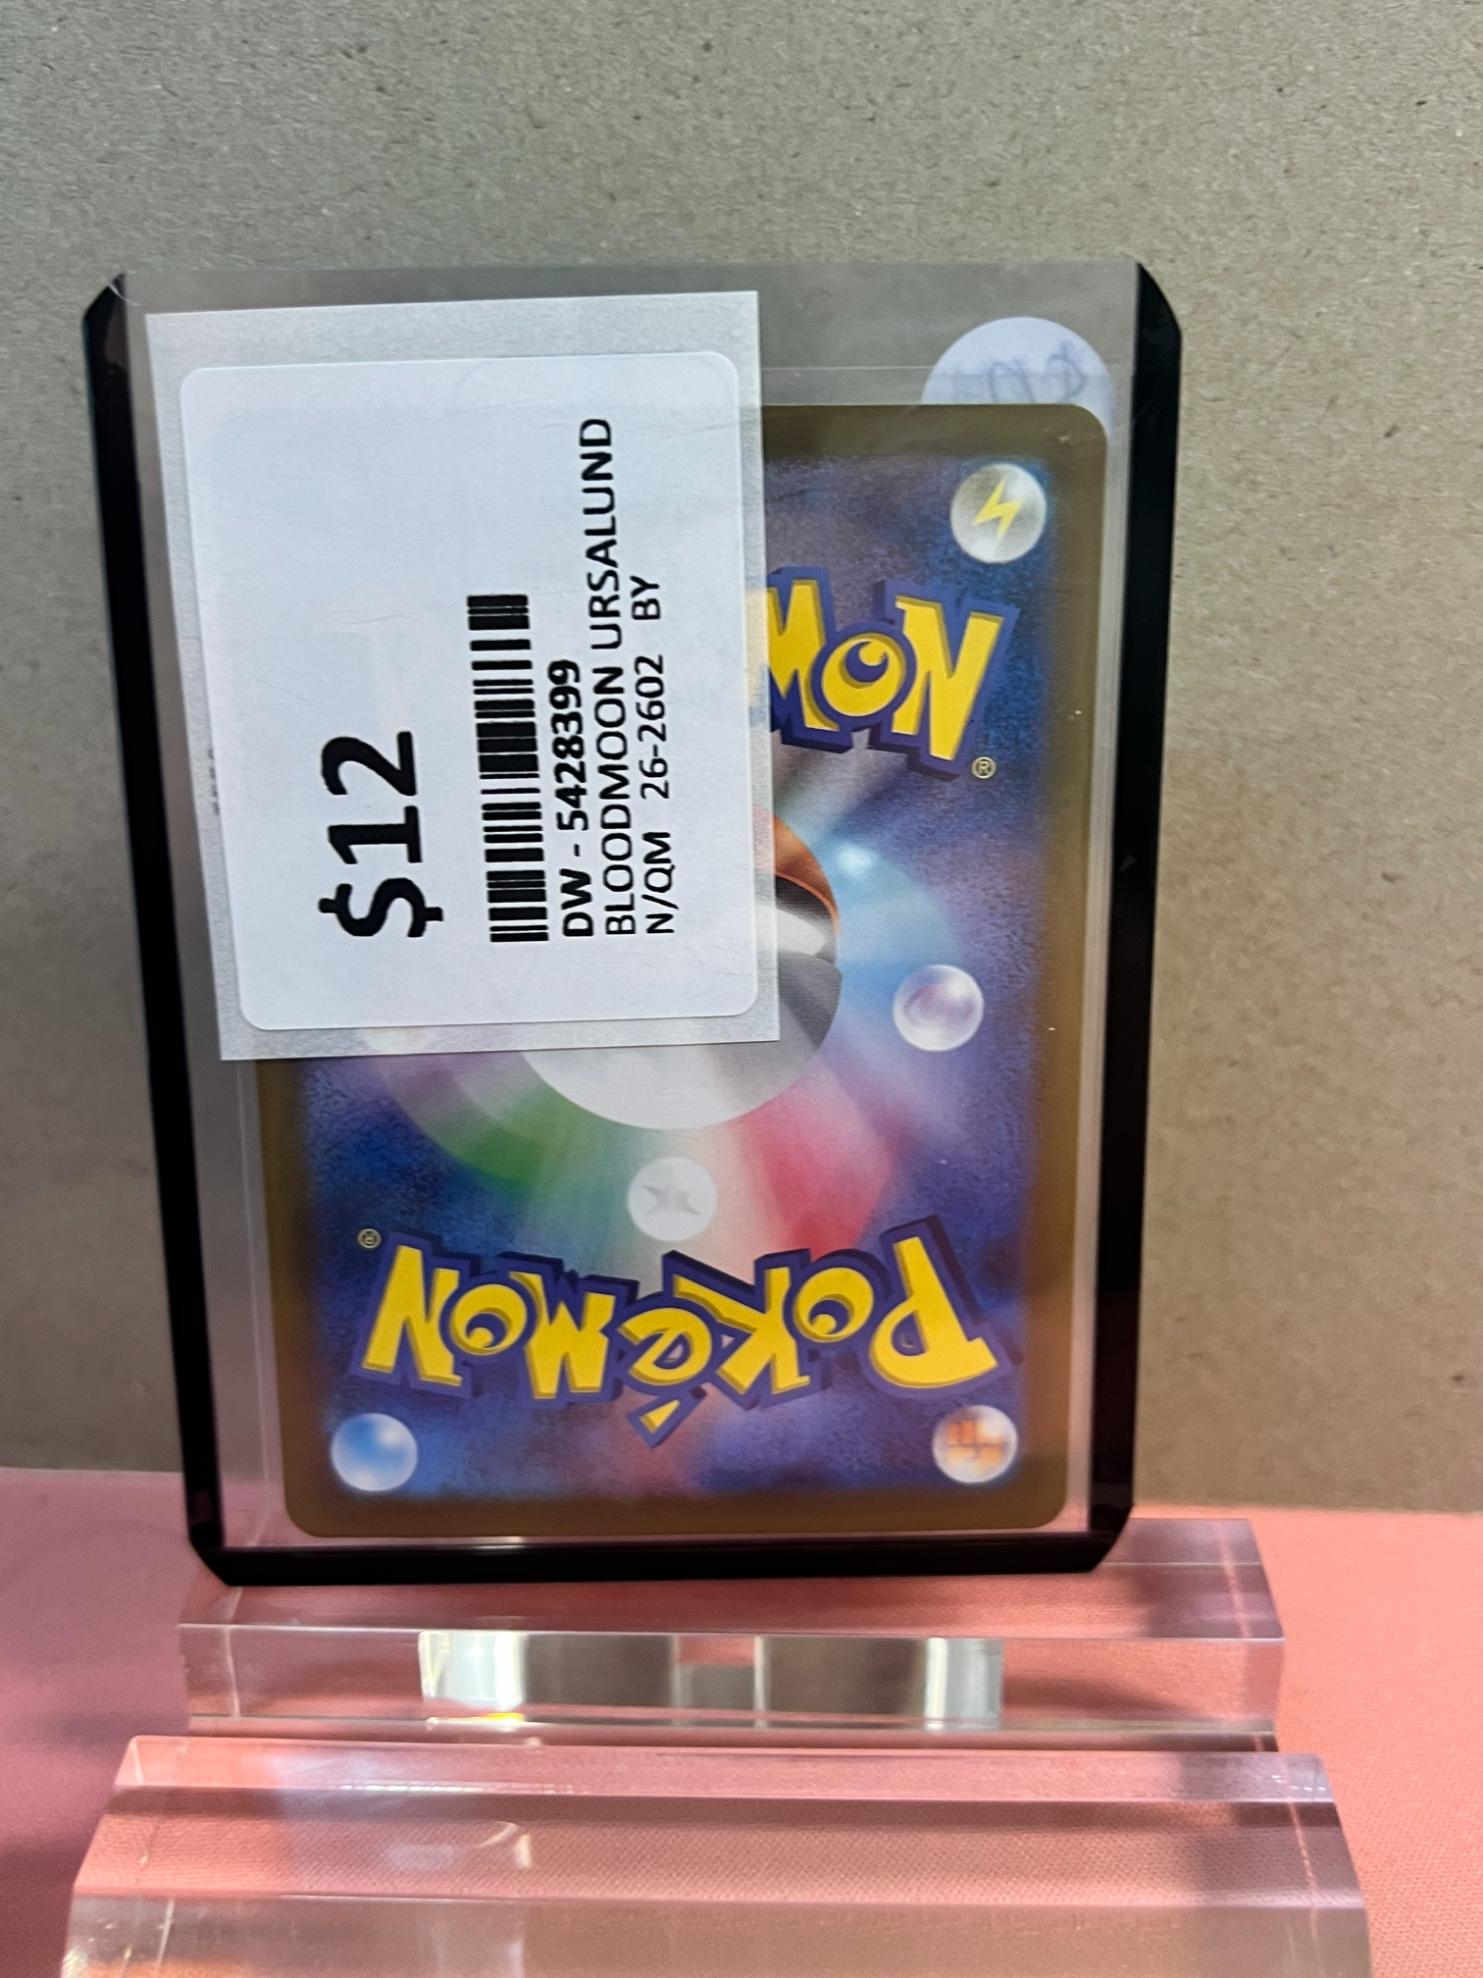 $12
DW - 5428399
BLOODMOON URSALUND
N/QM 26-2602 BY
POKéMON
®
MON
®